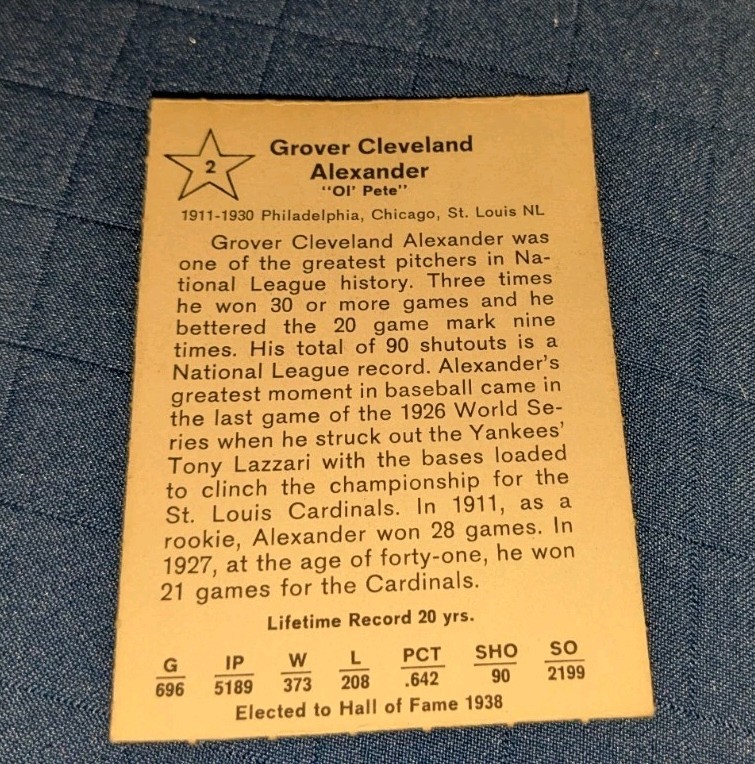 2
Grover Cleveland
Alexander
"Ol' Pete"
1911-1930 Philadelphia, Chicago, St. Louis NL
Grover Cleveland Alexander was
one of the greatest pitchers in Na-
tional League history. Three times
he won 30 or more games and he
bettered the 20 game mark nine
times. His total of 90 shutouts is a
National League record. Alexander's
greatest moment in baseball came in
the last game of the 1926 World Se-
ries when he struck out the Yankees'
Tony Lazzari with the bases loaded
to clinch the championship for the
St. Louis Cardinals. In 1911, as a
rookie, Alexander won 28 games. In
1927, at the age of forty-one, he won
21 games for the Cardinals.
Lifetime Record 20 yrs.
G IP W L PCT SHO SO
696 5189 373 208 .642 90 2199
Elected to Hall of Fame 1938